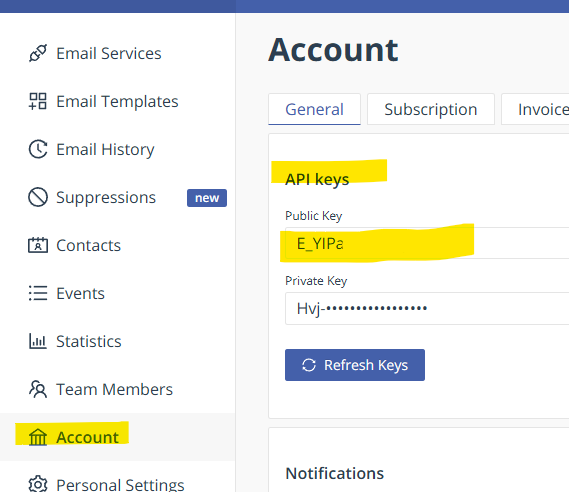 Email Services
Email Templates
Email History
Suppressions new
Contacts
Events
Statistics
Team Members
Account
Personal Settings
Account
General Subscription Invoice
API keys
Public Key
E_YIPa
Private Key
Hvj-•••••••••••••••••
Refresh Keys
Notifications